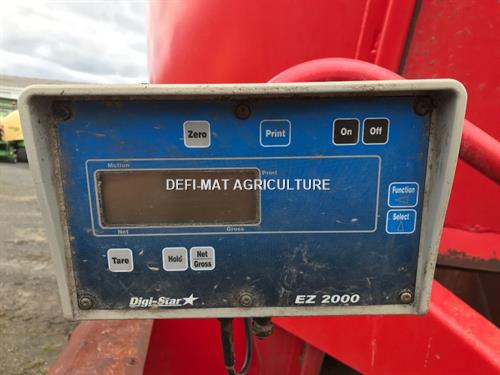 Zero
Print
On
Off
Motion
Print
DEFI-MAT AGRICULTURE
Function
Select
Net
Gross
Tare
Hold
Net
Gross
Digi-Star
EZ 2000